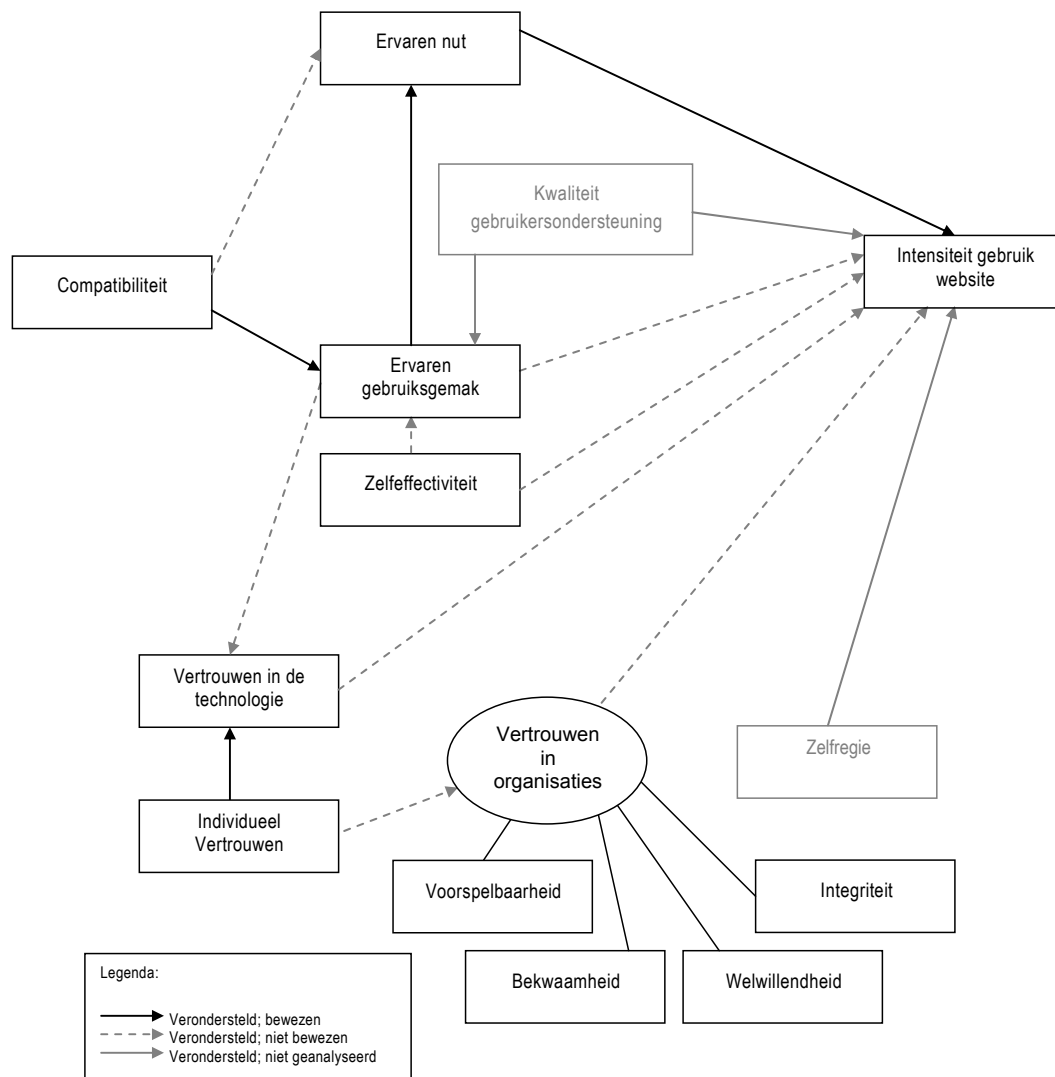 Ervaren nut
Kwaliteit
gebruikersondersteuning
Intensiteit gebruik
website
Compatibiliteit
Ervaren
gebruiksgemak
Zelfeffectiviteit
Vertrouwen in de
technologie
Vertrouwen
in
organisaties
Zelfregie
Individueel
Vertrouwen
Voorspelbaarheid
Integriteit
Bekwaamheid
Welwillendheid
Legenda:
Verondersteld; bewezen
Verondersteld; niet bewezen
Verondersteld; niet geanalyseerd